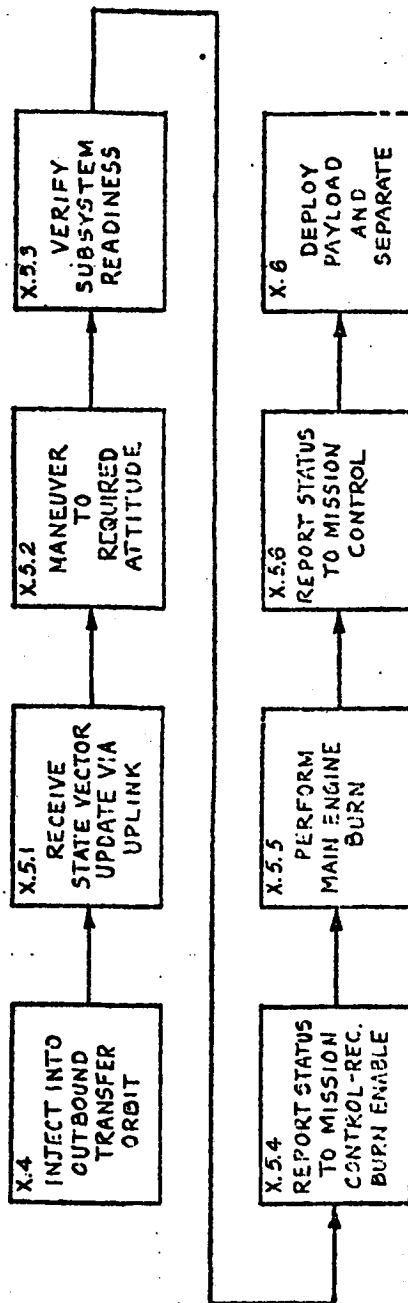 X.4
INJECT INTO
OUTBOUND
TRANSFER
ORBIT
X.5.1
RECEIVE
STATE VECTOR
UPDATE VIA
UPLINK
X.5.2
MANEUVER
TO
REQUIRED
ATTITUDE
X.5.3
VERIFY
SUBSYSTEM
READINESS
X.5.4
REPORT STATUS
TO MISSION
CONTROL-REC.
BURN ENABLE
X.5.5
PERFORM
MAIN ENGINE
BURN
X.5.6
REPORT STATUS
TO MISSION
CONTROL
X.6
DEPLOY
PAYLOAD
AND
SEPARATE